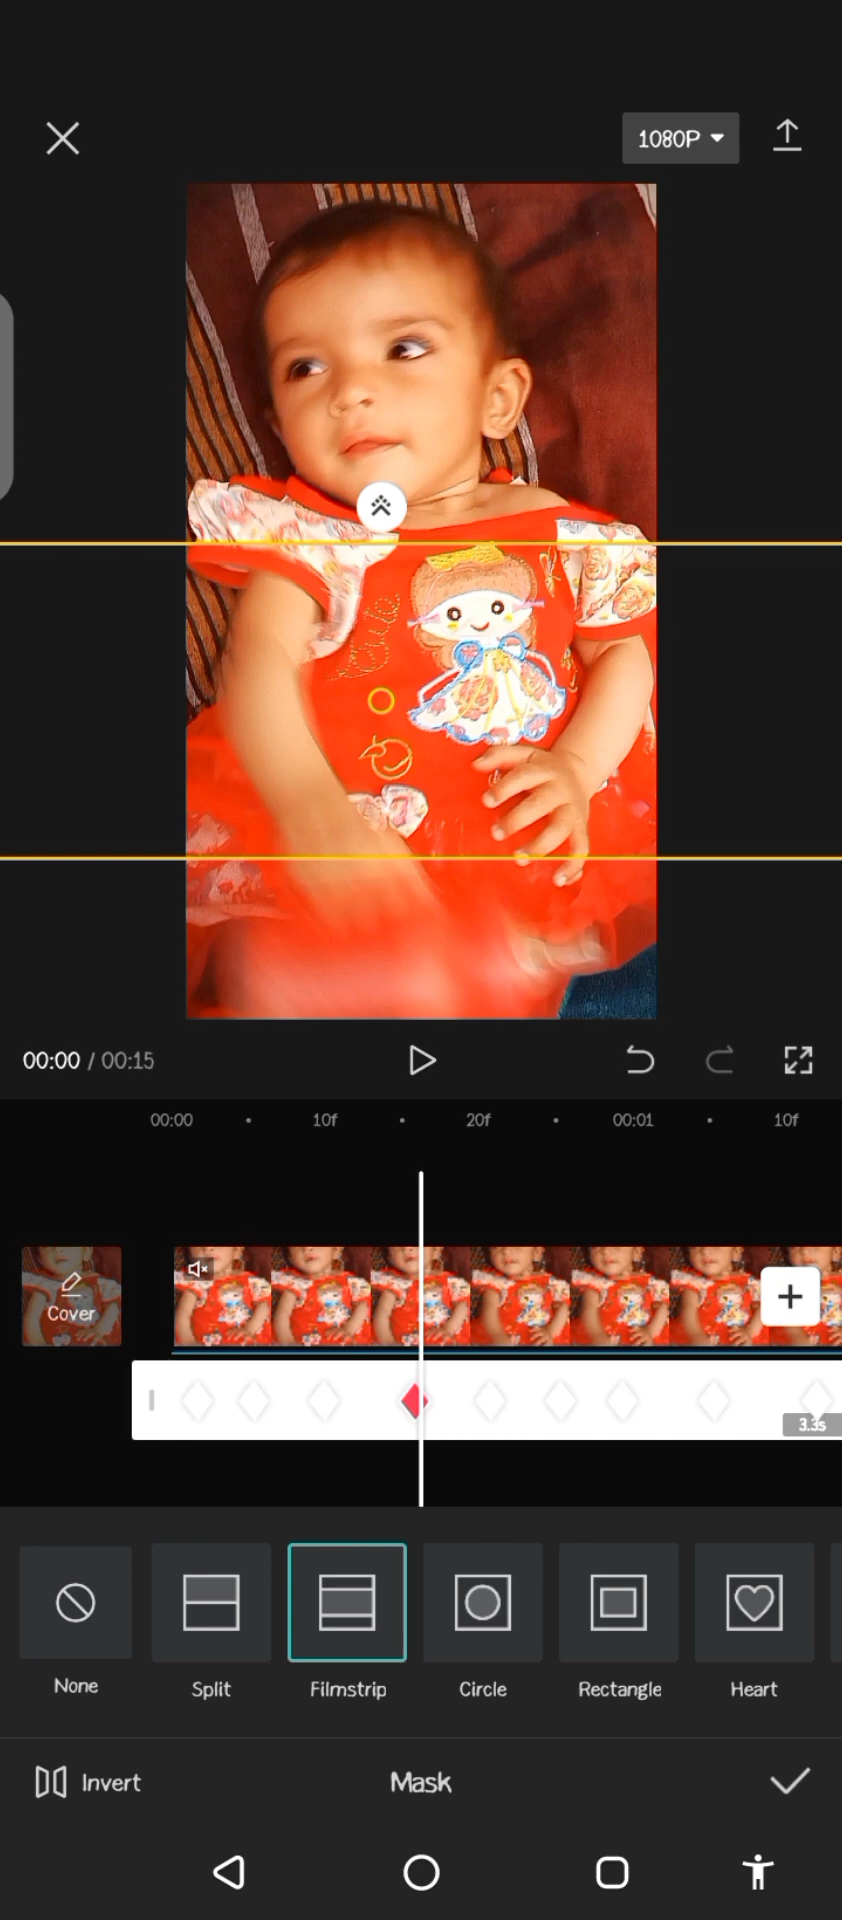 1080P
00:00 / 00:15
00:00 10f 20f 00:01 10f
Cover
3.3s
None Split Filmstrip Circle Rectangle Heart
Invert Mask